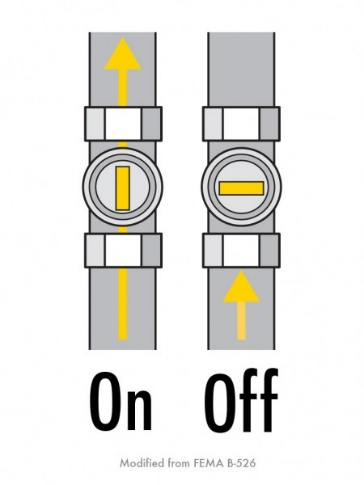 On Off
Modified from FEMA B-526